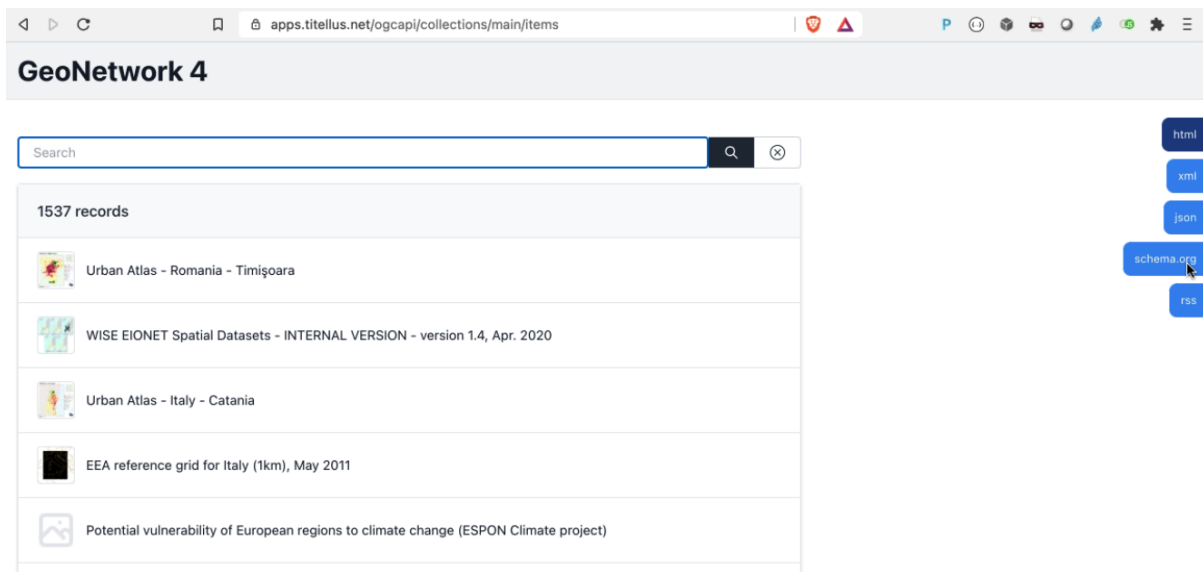 apps.titellus.net/ogcapi/collections/main/items
GeoNetwork 4
Search
html
xml
json
schema.org
rss
1537 records
Urban Atlas - Romania - Timişoara
WISE EIONET Spatial Datasets - INTERNAL VERSION - version 1.4, Apr. 2020
Urban Atlas - Italy - Catania
EEA reference grid for Italy (1km), May 2011
Potential vulnerability of European regions to climate change (ESPON Climate project)